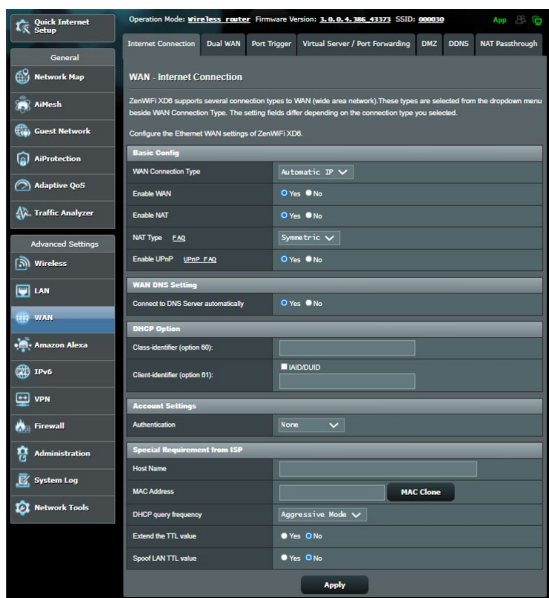 Quick Internet
Setup
Operation Mode: Wireless router Firmware Version: 3.0.0.4.386_43373 SSID: 000030
App
General
Network Map
AiMesh
Guest Network
AiProtection
Adaptive QoS
Traffic Analyzer
Advanced Settings
Wireless
LAN
WAN
Amazon Alexa
IPv6
VPN
Firewall
Administration
System Log
Network Tools
Internet Connection Dual WAN Port Trigger Virtual Server / Port Forwarding DMZ DDNS NAT Passthrough
WAN - Internet Connection
ZenWiFi XD6 supports several connection types to WAN (wide area network).These types are selected from the dropdown menu
beside WAN Connection Type. The setting fields differ depending on the connection type you selected.
Configure the Ethernet WAN settings of ZenWiFi XD6.
Basic Config
WAN Connection Type Automatic IP
Enable WAN Yes No
Enable NAT Yes No
NAT Type FAQ Symmetric
Enable UPnP UPnP FAQ Yes No
WAN DNS Setting
Connect to DNS Server automatically Yes No
DHCP Option
Class-identifier (option 60):
Client-identifier (option 61): IAID/DUID
Account Settings
Authentication None
Special Requirement from ISP
Host Name
MAC Address MAC Clone
DHCP query frequency Aggressive Mode
Extend the TTL value Yes No
Spoof LAN TTL value Yes No
Apply